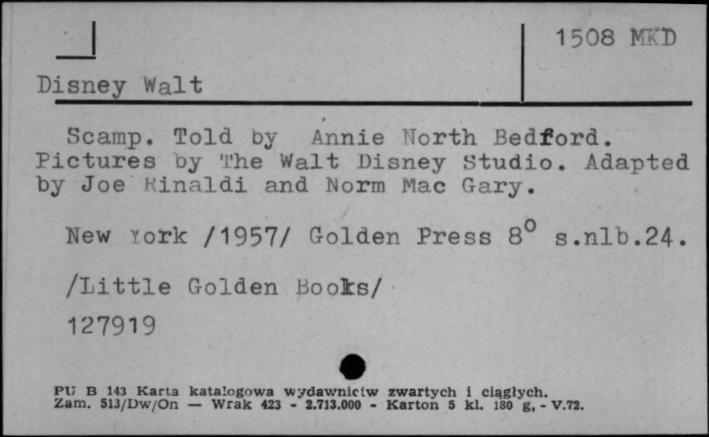 1508 MKD
Disney Walt
Scamp. Told by Annie North Bedford.
Pictures by The Walt Disney Studio. Adapted
by Joe Rinaldi and Norm Mac Gary.
New York /1957/ Golden Press 8⁰ s.nlb.24.
/Little Golden Books/
127919
PU B 143 Karta katalogowa wydawnictw zwartych i ciągłych.
Zam. 513/Dw/On — Wrak 423 - 2.713.000 - Karton 5 kl. 180 g, - V.72.